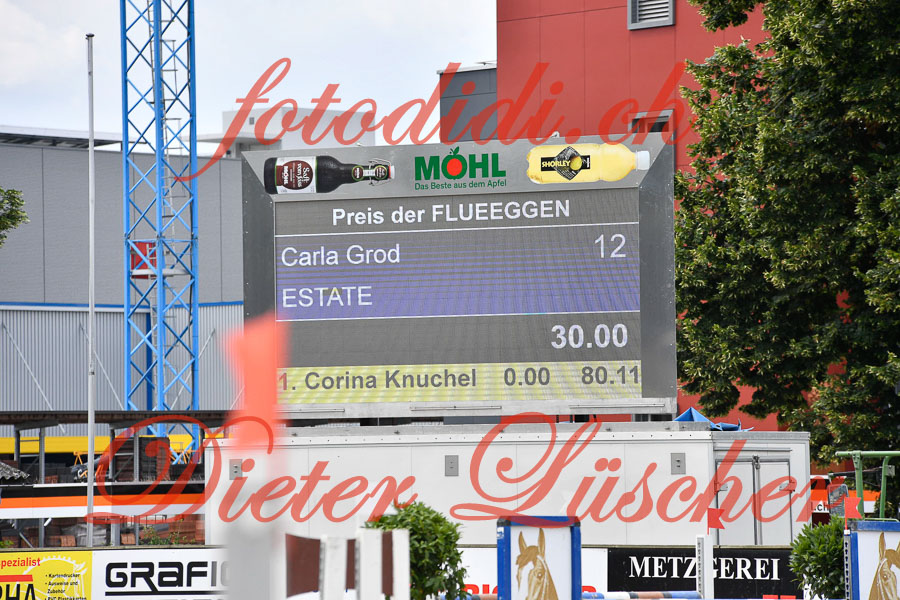 fotodidi.ch
MÖHL
Das Beste aus dem Apfel
SHORLEY
Preis der FLUEEGGEN
Carla Grod 12
ESTATE
30.00
1. Corina Knuchel 0.00 80.11
Dieter Lüscher
pezialist
GRAFI
METZGEREI